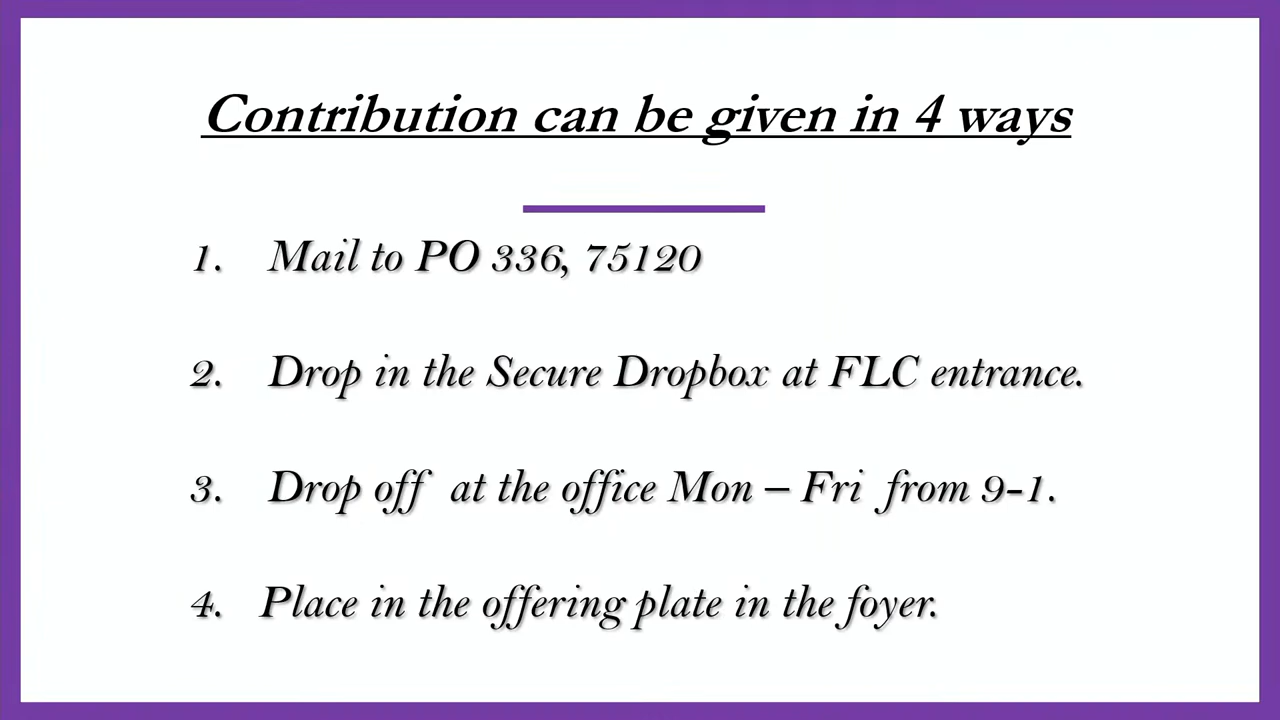 Contribution can be given in 4 ways
1. Mail to PO 336, 75120
2. Drop in the Secure Dropbox at FLC entrance.
3. Drop off at the office Mon – Fri from 9-1.
4. Place in the offering plate in the foyer.